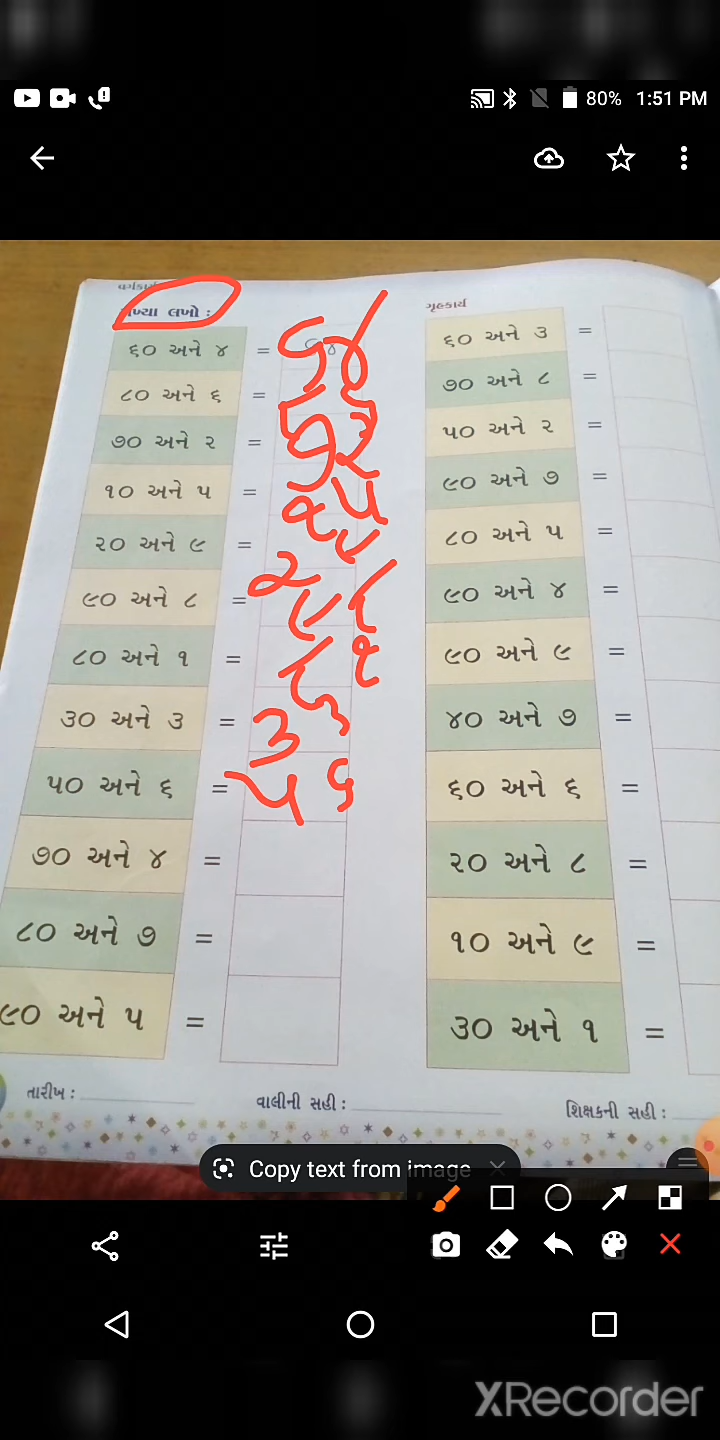 80% 1:51 PM
સંખ્યા લખો :
૬૦ અને ૪ = ૬૪
૮૦ અને ૬ =
૭૦ અને ૨ =
૧૦ અને ૫ =
૨૦ અને ૯ =
૯૦ અને ૮ =
૮૦ અને ૧ =
૩૦ અને ૩ =
૫૦ અને ૬ = ૫૬
૭૦ અને ૪ =
૮૦ અને ૭ =
૯૦ અને ૫ =
ગૃહકાર્ય
૬૦ અને ૩ =
૭૦ અને ૮ =
૫૦ અને ૨ =
૯૦ અને ૭ =
૮૦ અને ૫ =
૯૦ અને ૪ =
૯૦ અને ૯ =
૪૦ અને ૭ =
૬૦ અને ૬ =
૨૦ અને ૮ =
૧૦ અને ૯ =
૩૦ અને ૧ =
તારીખ : વાલીની સહી : શિક્ષકની સહી :
Copy text from image
XRecorder